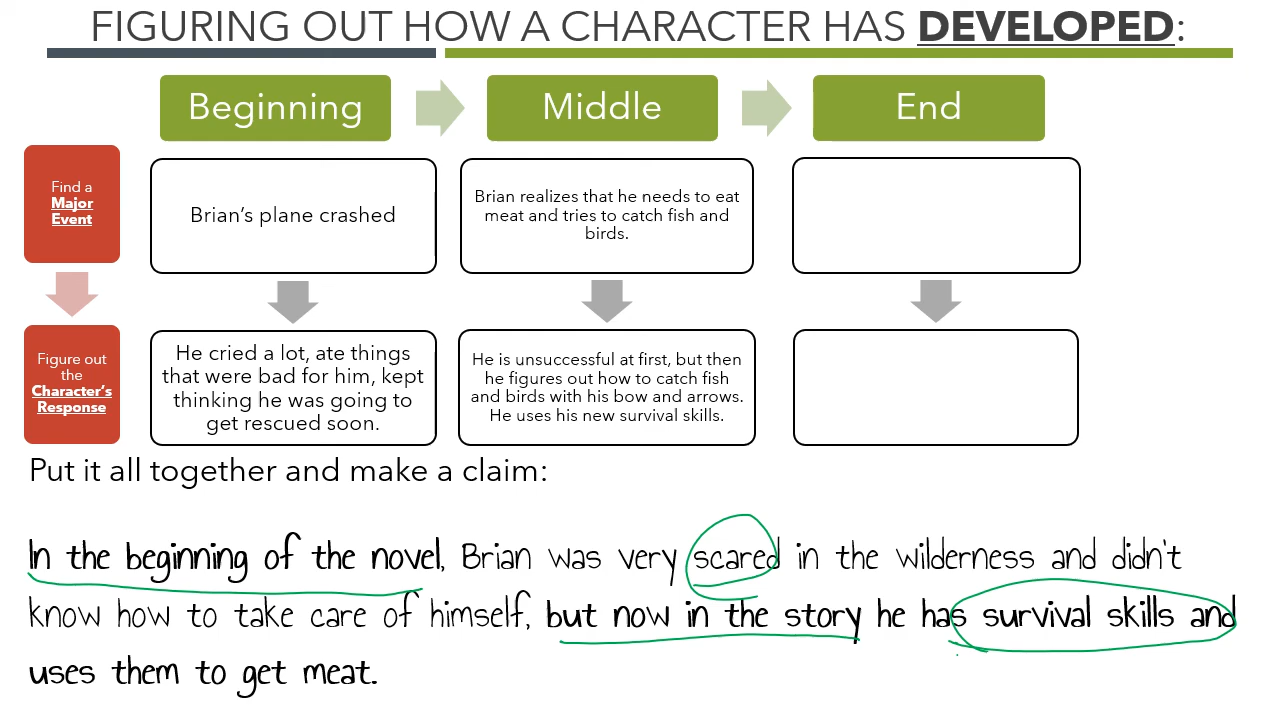 FIGURING OUT HOW A CHARACTER HAS DEVELOPED:
Beginning
Middle
End
Find a
Major
Event
Brian's plane crashed
Brian realizes that he needs to eat
meat and tries to catch fish and
birds.
Figure out
the
Character's
Response
He cried a lot, ate things
that were bad for him, kept
thinking he was going to
get rescued soon.
He is unsuccessful at first, but then
he figures out how to catch fish
and birds with his bow and arrows.
He uses his new survival skills.
Put it all together and make a claim:
In the beginning of the novel, Brian was very scared in the wilderness and didn't
know how to take care of himself, but now in the story he has survival skills and
uses them to get meat.